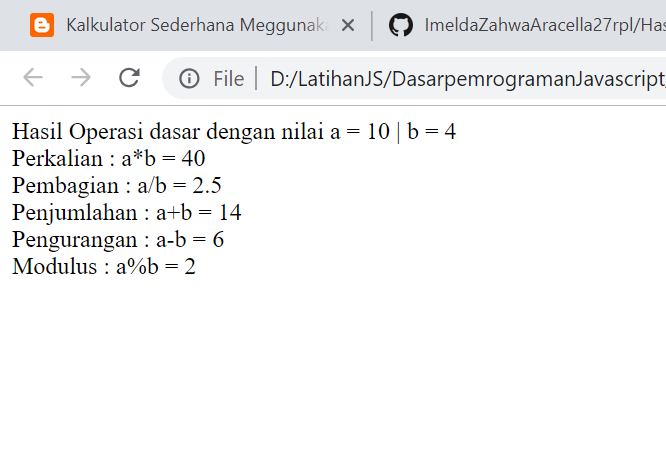 Kalkulator Sederhana Meggunak
ImeldaZahwaAracella27rpl/Has
File | D:/LatihanJS/DasarpemrogramanJavascript
Hasil Operasi dasar dengan nilai a = 10 | b = 4
Perkalian : a*b = 40
Pembagian : a/b = 2.5
Penjumlahan : a+b = 14
Pengurangan : a-b = 6
Modulus : a%b = 2